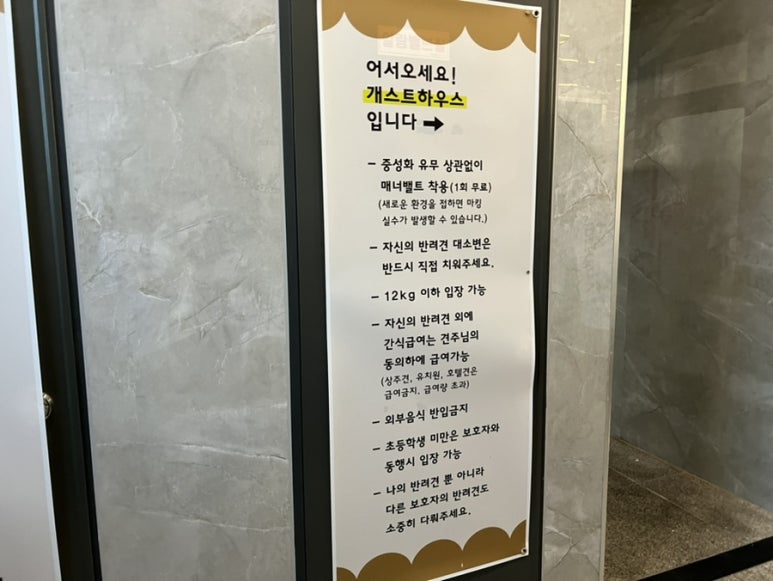 어서오세요!
개스트하우스
입니다 →
- 중성화 유무 상관없이
매너밸트 착용(1회 무료)
(새로운 환경을 접하면 마킹
실수가 발생할 수 있습니다.)
- 자신의 반려견 대소변은
반드시 직접 치워주세요.
- 12kg 이하 입장 가능
- 자신의 반려견 외에
간식급여는 견주님의
동의하에 급여가능
(상주견, 유치원, 호텔견은
급여금지, 급여량 초과)
- 외부음식 반입금지
- 초등학생 미만은 보호자와
동행시 입장 가능
- 나의 반려견 뿐 아니라
다른 보호자의 반려견도
소중히 다뤄주세요.